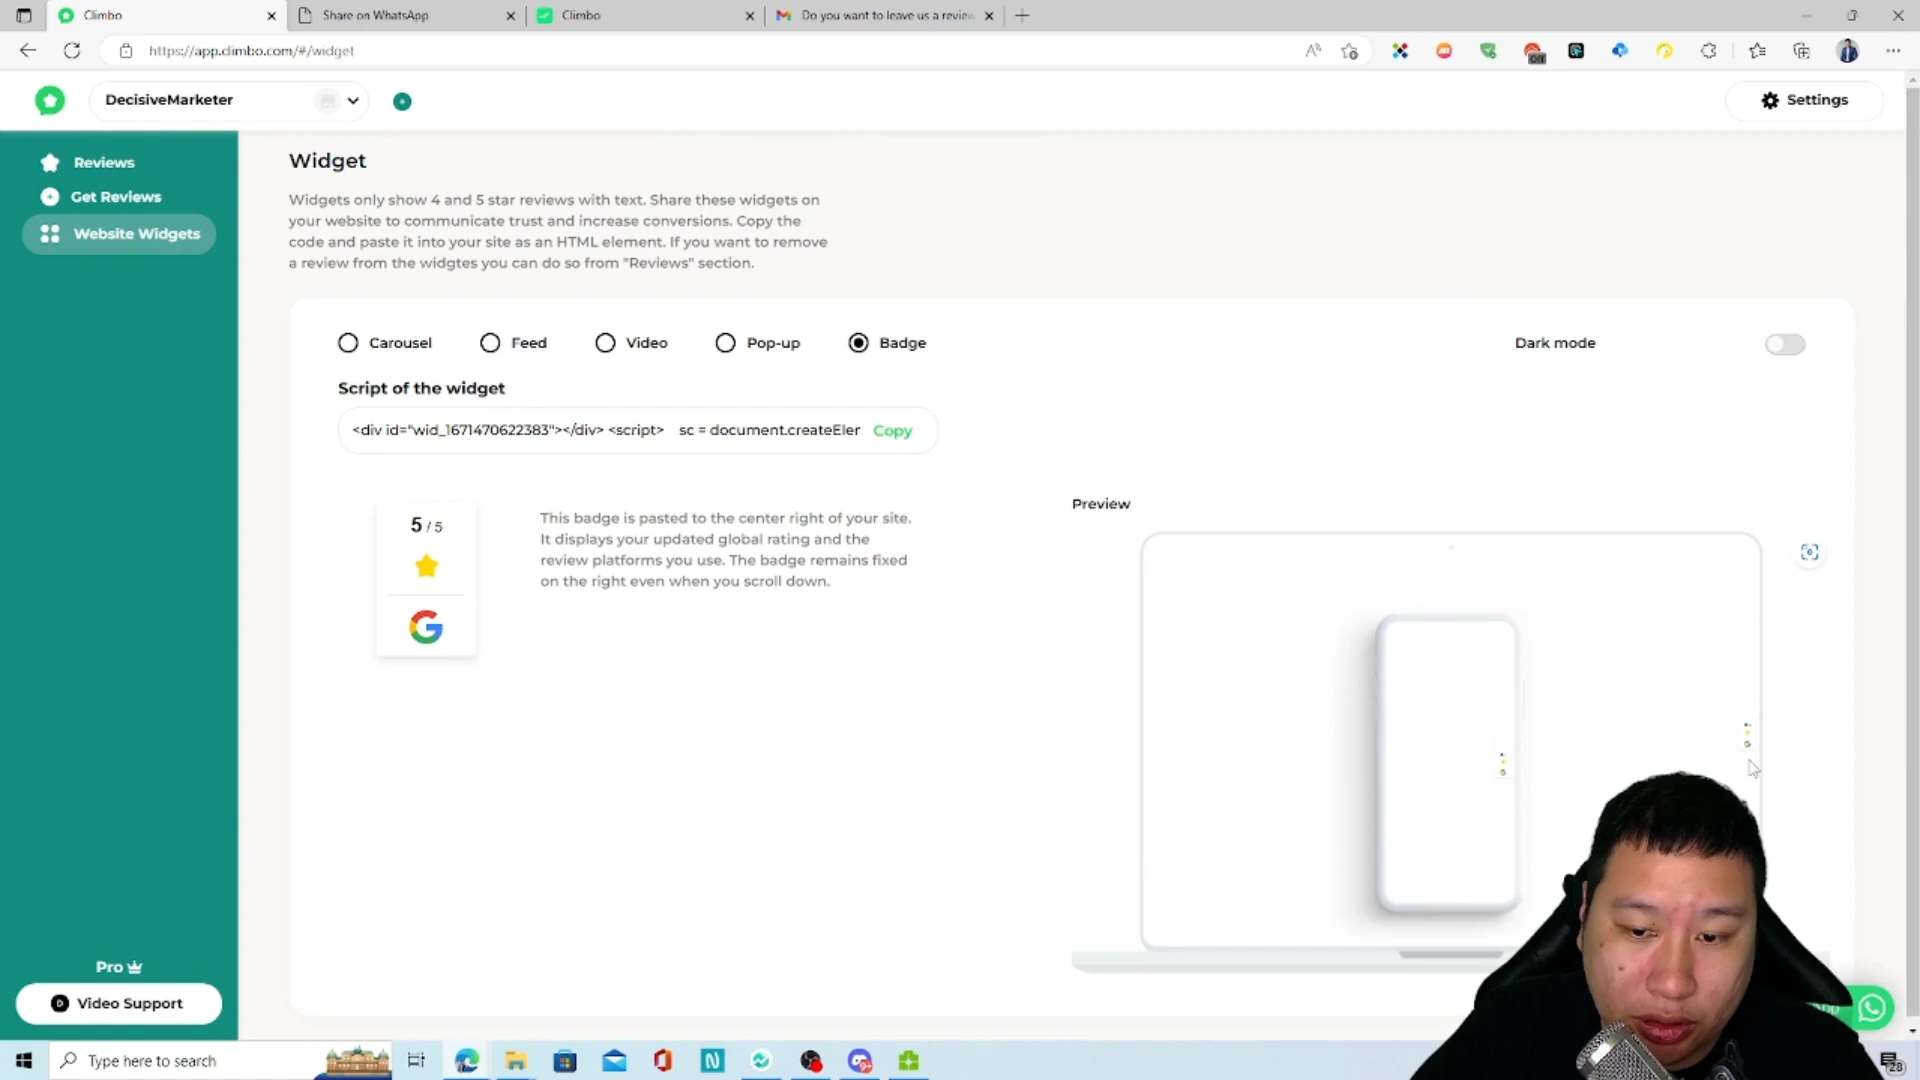 Climbo
Share on WhatsApp
Climbo
Do you want to leave us a review
https://app.climbo.com/#/widget
DecisiveMarketer
Settings
Reviews
Get Reviews
Website Widgets
Widget
Widgets only show 4 and 5 star reviews with text. Share these widgets on
your website to communicate trust and increase conversions. Copy the
code and paste it into your site as an HTML element. If you want to remove
a review from the widgtes you can do so from "Reviews" section.
Carousel
Feed
Video
Pop-up
Badge
Dark mode
Script of the widget
<div id="wid_1671470622383"></div> <script>   sc = document.createEler
Copy
5 / 5
This badge is pasted to the center right of your site.
It displays your updated global rating and the
review platforms you use. The badge remains fixed
on the right even when you scroll down.
Preview
Pro
Video Support
Type here to search
28